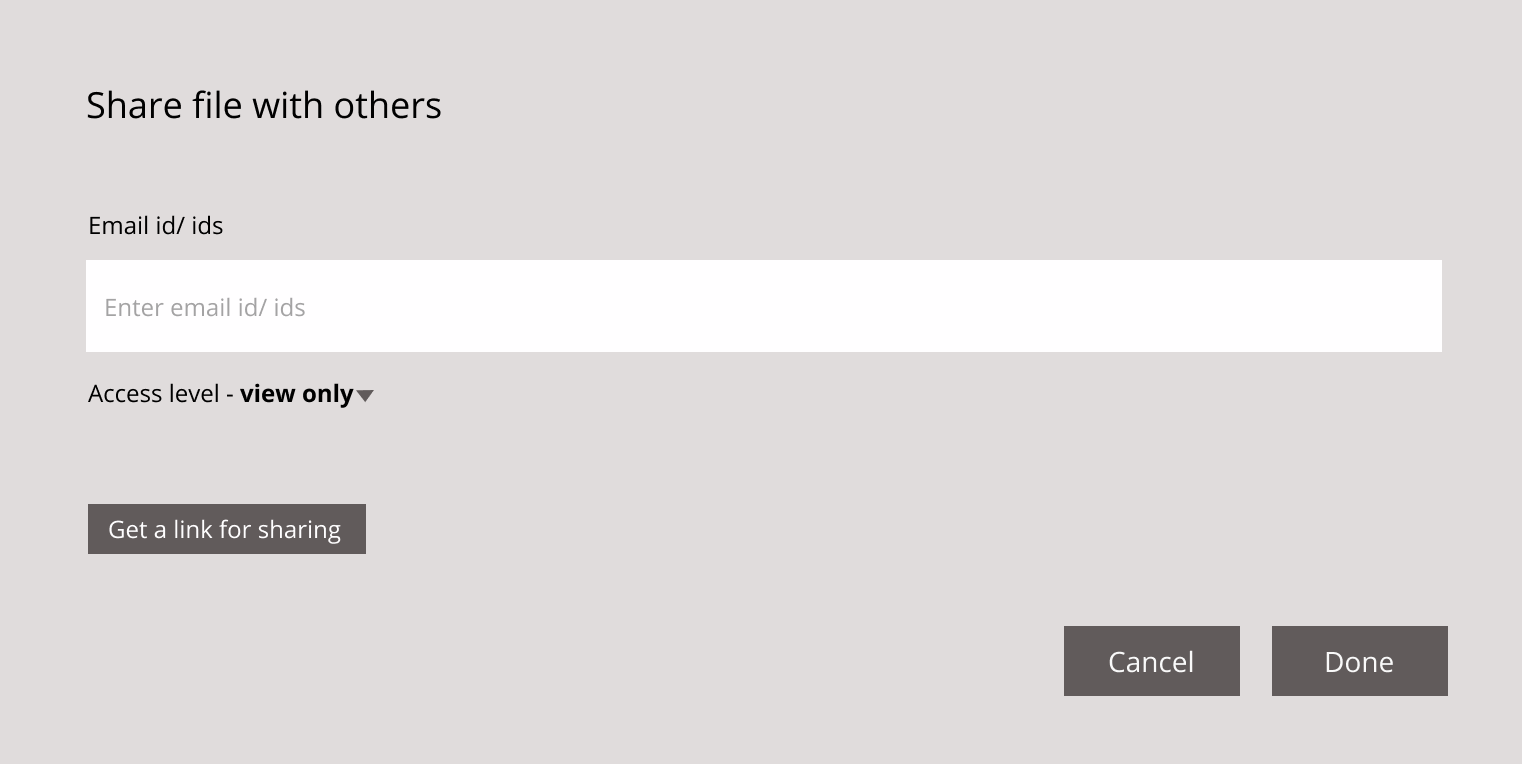 Share file with others
Email id/ ids
Enter email id/ ids
Access level - view only
Get a link for sharing
Cancel
Done